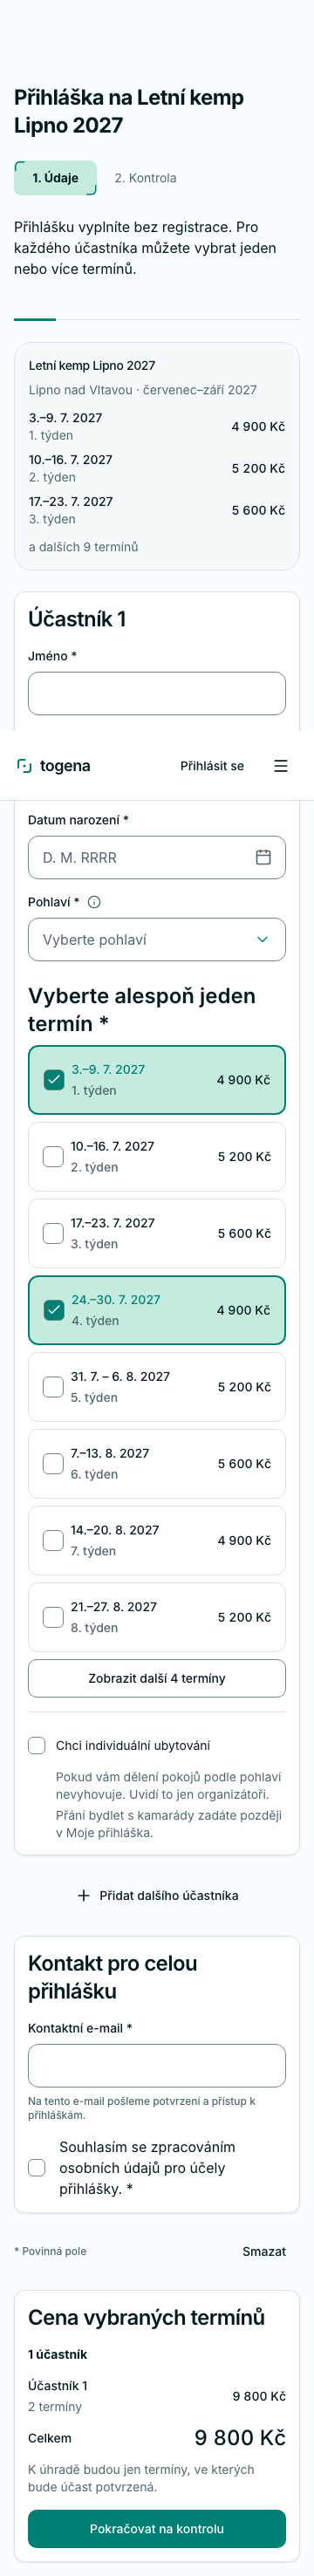 Přihláška na Letní kemp
Lipno 2027
1. Údaje
2. Kontrola
Přihlášku vyplníte bez registrace. Pro
každého účastníka můžete vybrat jeden
nebo více termínů.
Letní kemp Lipno 2027
Lipno nad Vltavou · červenec–září 2027
3.–9. 7. 2027
1. týden
4 900 Kč
10.–16. 7. 2027
2. týden
5 200 Kč
17.–23. 7. 2027
3. týden
5 600 Kč
a dalších 9 termínů
Účastník 1
Jméno *
togena
Přihlásit se
Datum narození *
D. M. RRRR
Pohlaví *
Vyberte pohlaví
Vyberte alespoň jeden
termín *
3.–9. 7. 2027
1. týden
4 900 Kč
10.–16. 7. 2027
2. týden
5 200 Kč
17.–23. 7. 2027
3. týden
5 600 Kč
24.–30. 7. 2027
4. týden
4 900 Kč
31. 7. – 6. 8. 2027
5. týden
5 200 Kč
7.–13. 8. 2027
6. týden
5 600 Kč
14.–20. 8. 2027
7. týden
4 900 Kč
21.–27. 8. 2027
8. týden
5 200 Kč
Zobrazit další 4 termíny
Chci individuální ubytování
Pokud vám dělení pokojů podle pohlaví
nevyhovuje. Uvidí to jen organizátoři.
Přání bydlet s kamarády zadáte později
v Moje přihláška.
Přidat dalšího účastníka
Kontakt pro celou
přihlášku
Kontaktní e-mail *
Na tento e-mail pošleme potvrzení a přístup k
přihláškám.
Souhlasím se zpracováním
osobních údajů pro účely
přihlášky. *
* Povinná pole
Smazat
Cena vybraných termínů
1 účastník
Účastník 1
2 termíny
9 800 Kč
Celkem
9 800 Kč
K úhradě budou jen termíny, ve kterých
bude účast potvrzená.
Pokračovat na kontrolu